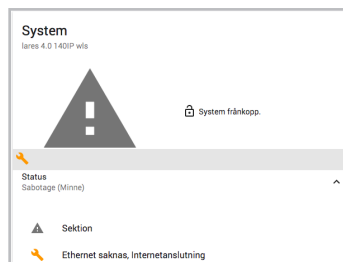 System
lares 4.0 140IP wls
System frånkopp.
Status
Sabotage (Minne)
Sektion
Ethernet saknas, Internetanslutning